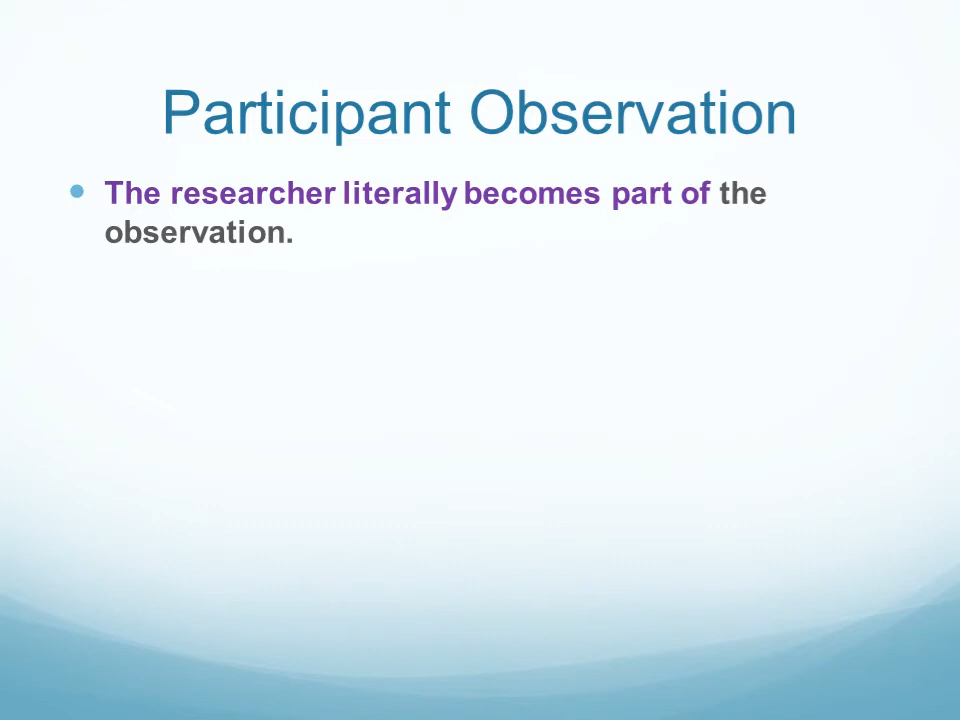 Participant Observation
The researcher literally becomes part of the
observation.